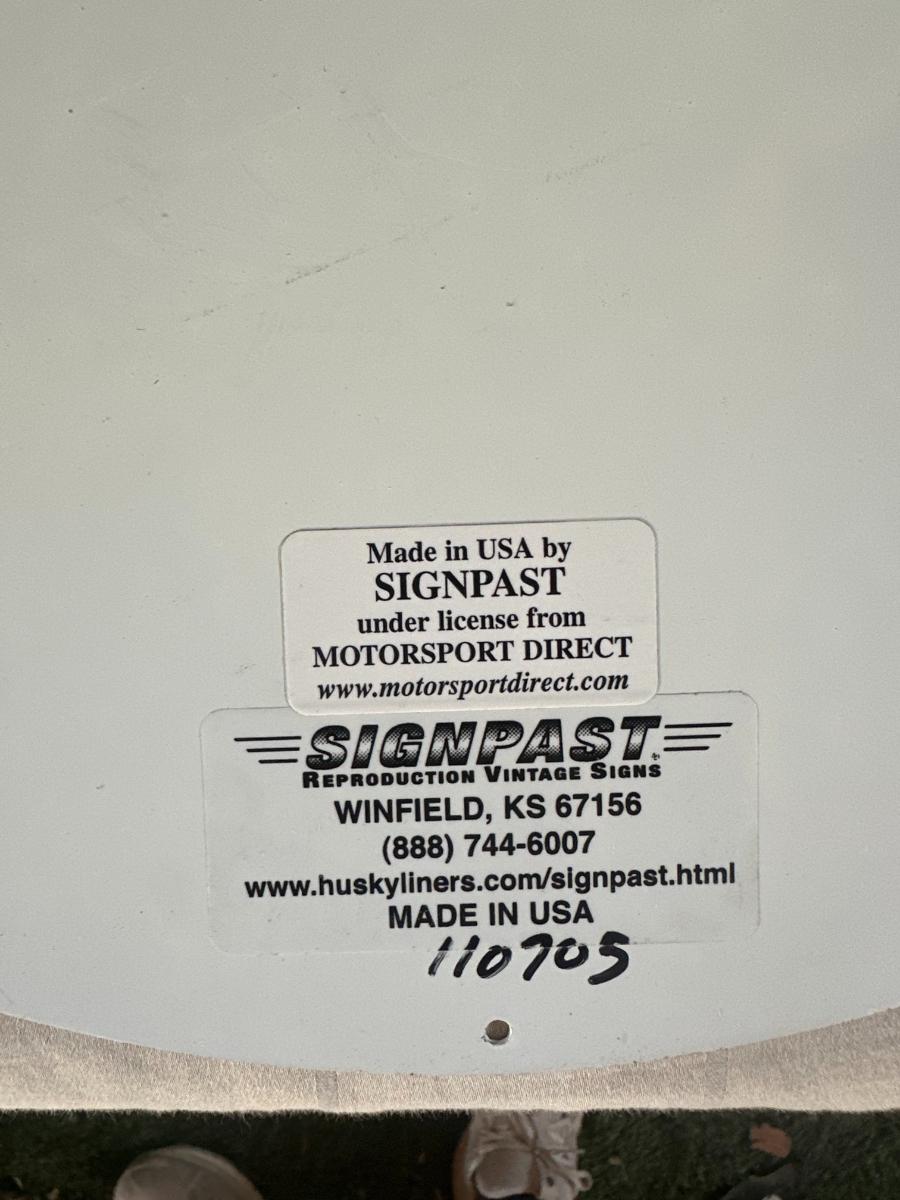 Made in USA by
SIGNPAST
under license from
MOTORSPORT DIRECT
www.motorsportdirect.com
SIGNPAST
REPRODUCTION VINTAGE SIGNS
WINFIELD, KS 67156
(888) 744-6007
www.huskyliners.com/signpast.html
MADE IN USA
110705